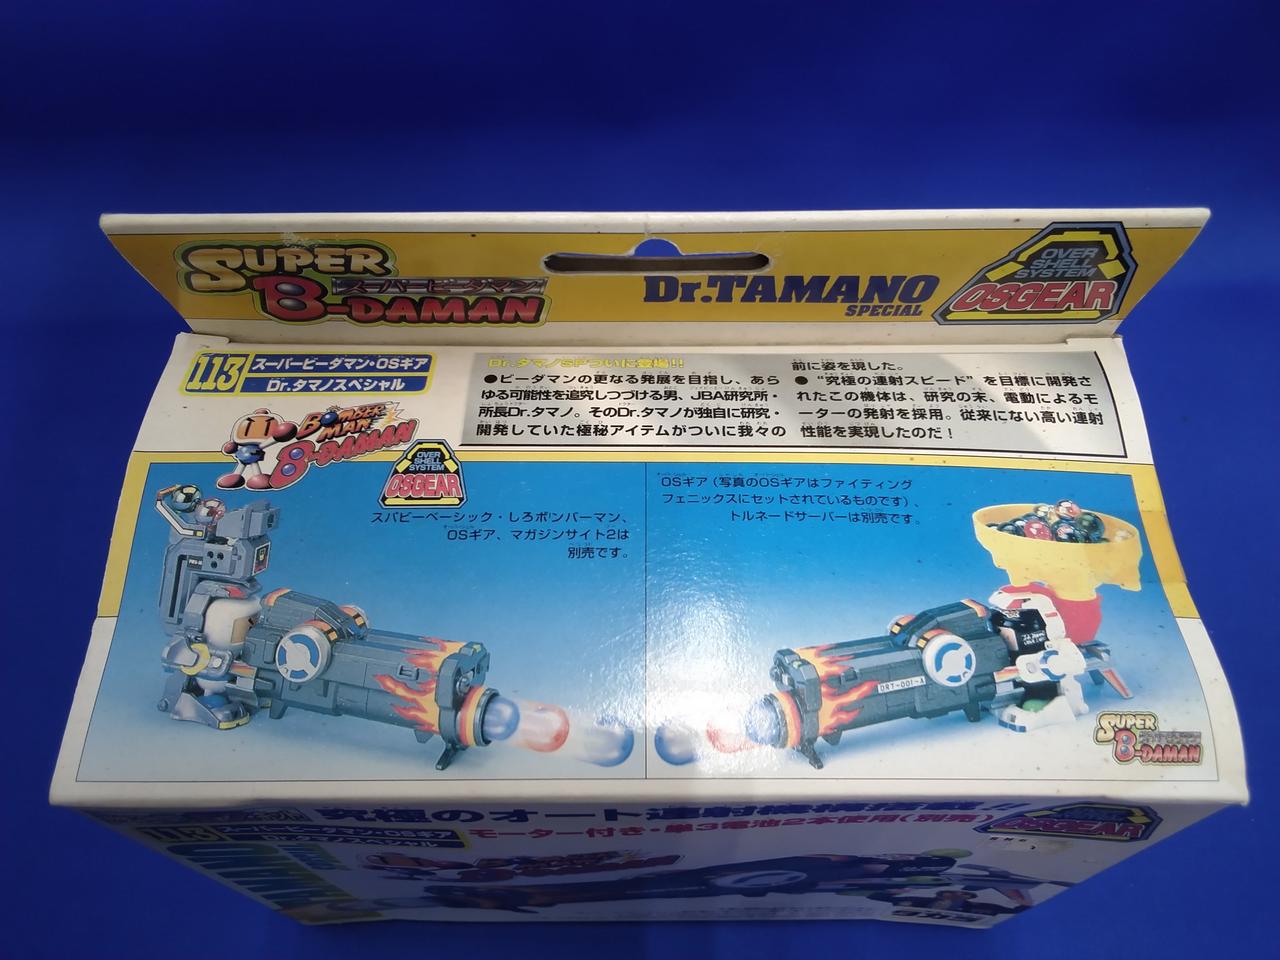 SUPER
B-DAMAN
スーパービーダマン
Dr.TAMANO
SPECIAL
OVER
SHELL
SYSTEM
OSGEAR
113
スーパービーダマン・OSギア
Dr.タマノスペシャル
Dr.タマノSPついに登場!!
●ビーダマンの更なる発展を目指し、あら
ゆる可能性を追究しつづける男、JBA研究所・
所長Dr.タマノ。そのDr.タマノが独自に研究・
開発していた極秘アイテムがついに我々の
前に姿を現した。
●“究極の連射スピード”を目標に開発さ
れたこの機体は、研究の末、電動によるモ
ーターの発射を採用。従来にない高い連射
性能を実現したのだ！
BOMBER
MAN
B-DAMAN
OVER
SHELL
SYSTEM
OSGEAR
スパビーベーシック・しろボンバーマン、
OSギア、マガジンサイト2は
別売です。
OSギア（写真のOSギアはファイティング
フェニックスにセットされているものです）、
トルネードサーバーは別売です。
DRT-001-A
SUPER
B-DAMAN
究極のオート連射機構搭載!!
113
スーパービーダマン・OSギア
Dr.タマノスペシャル
モーター付き・単3電池2本使用(別売)
OSGEAR
タカラ